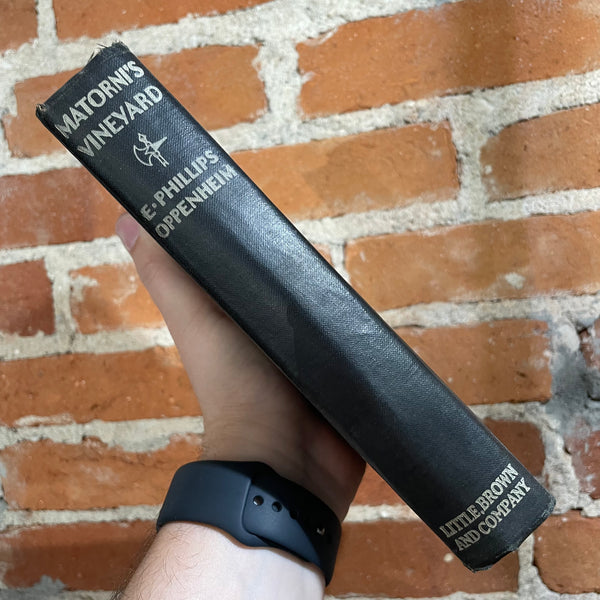 MATORNI'S
VINEYARD
E. PHILLIPS
OPPENHEIM
LITTLE, BROWN
AND COMPANY